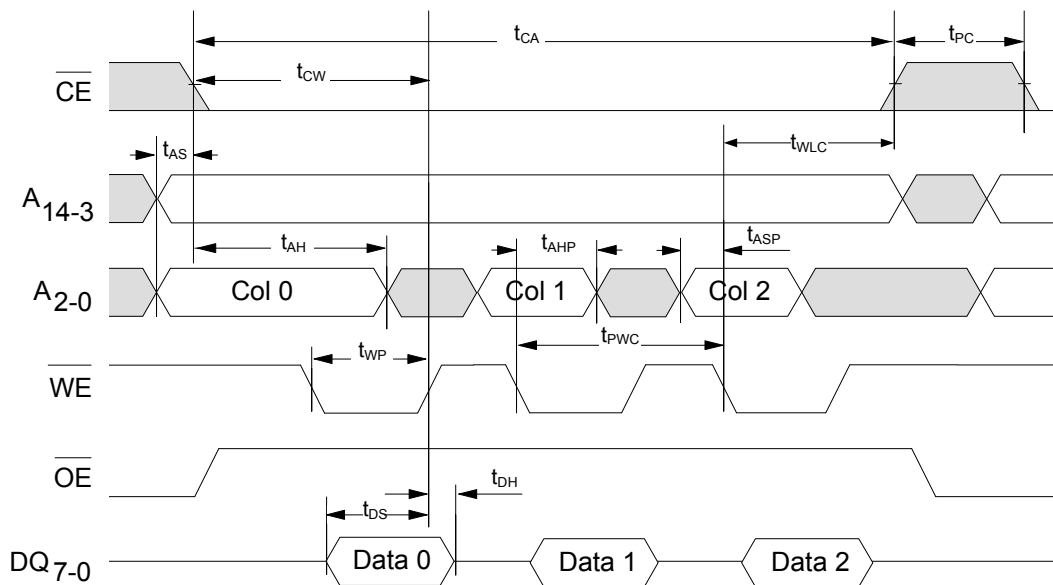 tCA
tPC
tCW
CE
tAS
tWLC
A14-3
tAH
tAHP
tASP
A2-0
Col 0
Col 1
Col 2
tWP
tPWC
WE
OE
tDH
tDS
DQ7-0
Data 0
Data 1
Data 2